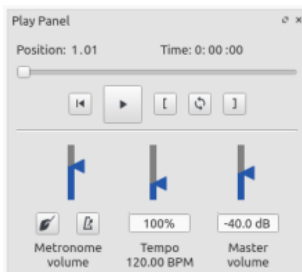 Play Panel
Position: 1.01 Time: 0: 00 :00
[ ]
100% -40.0 dB
Metronome volume Tempo 120.00 BPM Master volume